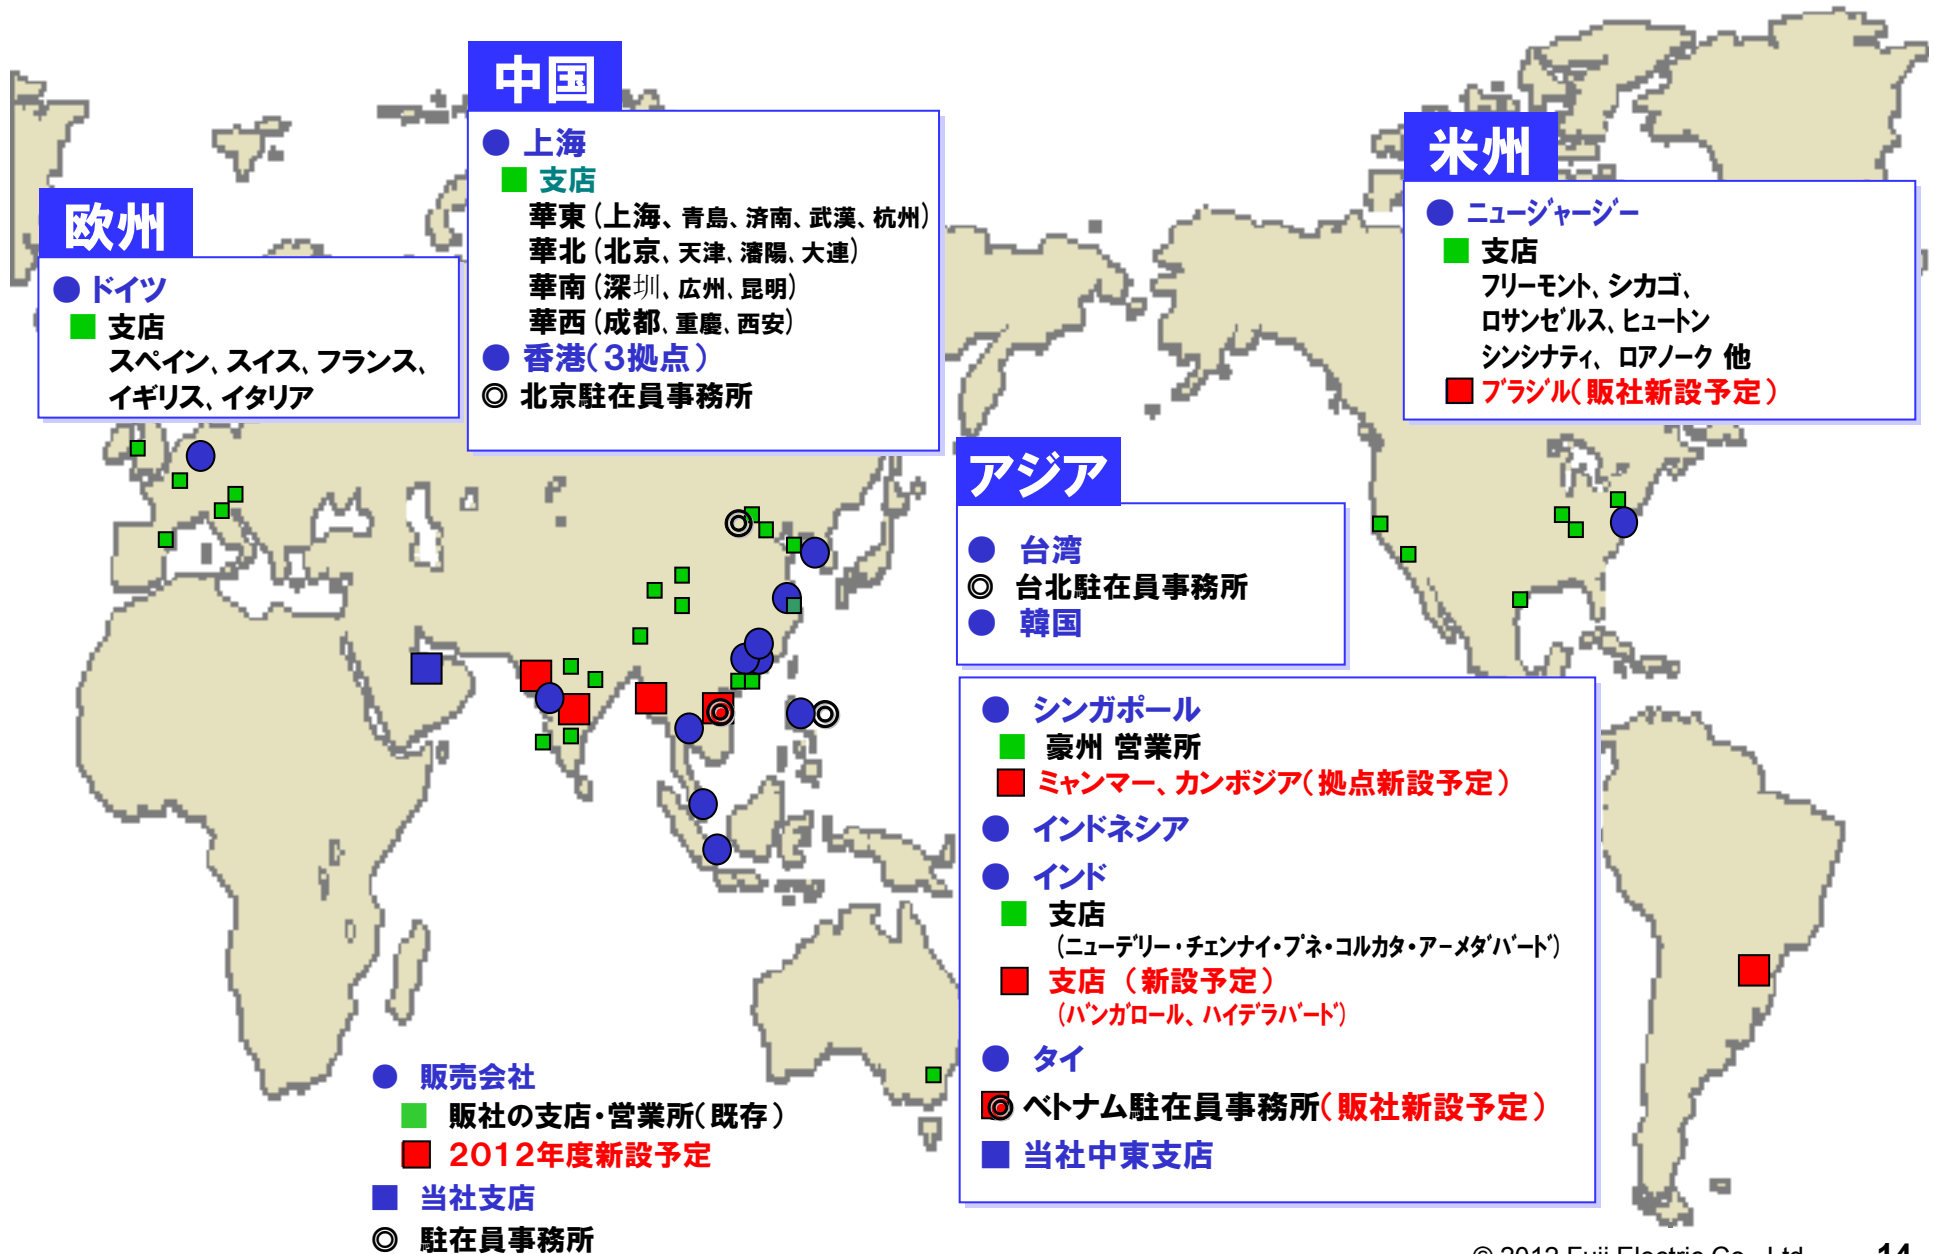 中国
● 上海
■ 支店
華東(上海、青島、済南、武漢、杭州)
華北(北京、天津、瀋陽、大連)
華南(深圳、広州、昆明)
華西(成都、重慶、西安)
● 香港(3拠点)
◎ 北京駐在員事務所
欧州
● ドイツ
■ 支店
スペイン、スイス、フランス、
イギリス、イタリア
米州
● ニュージャージー
■ 支店
フリーモント、シカゴ、
ロサンゼルス、ヒュートン
シンシナティ、ロアノーク 他
■ ブラジル(販社新設予定)
アジア
● 台湾
◎ 台北駐在員事務所
● 韓国
● シンガポール
■ 豪州 営業所
■ ミャンマー、カンボジア(拠点新設予定)
● インドネシア
● インド
■ 支店
(ニューデリー・チェンナイ・プネ・コルカタ・アーメダバード)
■ 支店 (新設予定)
(バンガロール、ハイデラバード)
● タイ
◎ ベトナム駐在員事務所(販社新設予定)
■ 当社中東支店
● 販売会社
■ 販社の支店・営業所(既存)
■ 2012年度新設予定
■ 当社支店
◎ 駐在員事務所
© 2012 Fuji Electric Co., Ltd. 14